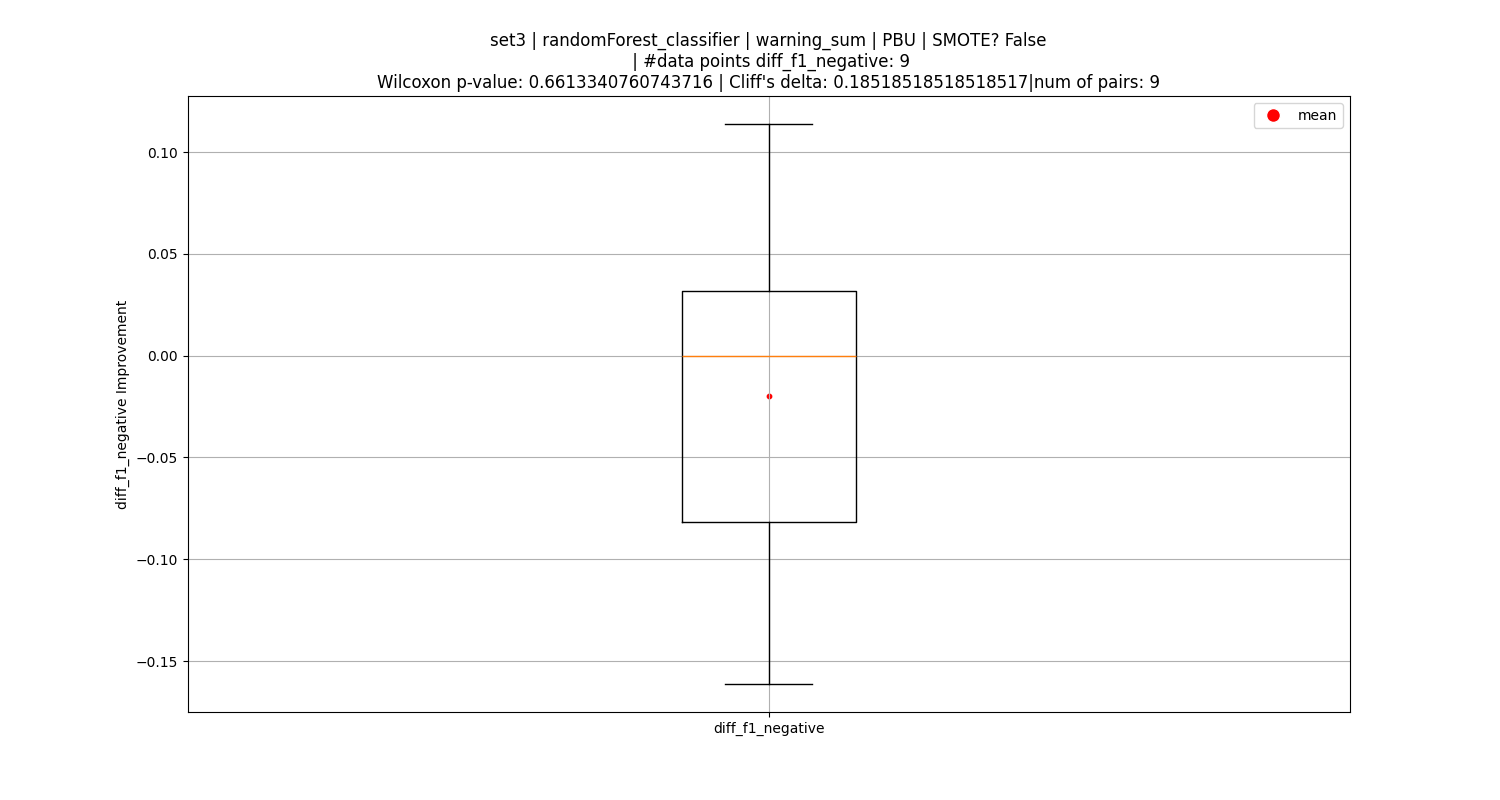 set3 | randomForest_classifier | warning_sum | PBU | SMOTE? False
| #data points diff_f1_negative: 9
Wilcoxon p-value: 0.6613340760743716 | Cliff's delta: 0.18518518518518517|num of pairs: 9
mean
0.10
0.05
0.00
−0.05
−0.10
−0.15
diff_f1_negative Improvement
diff_f1_negative